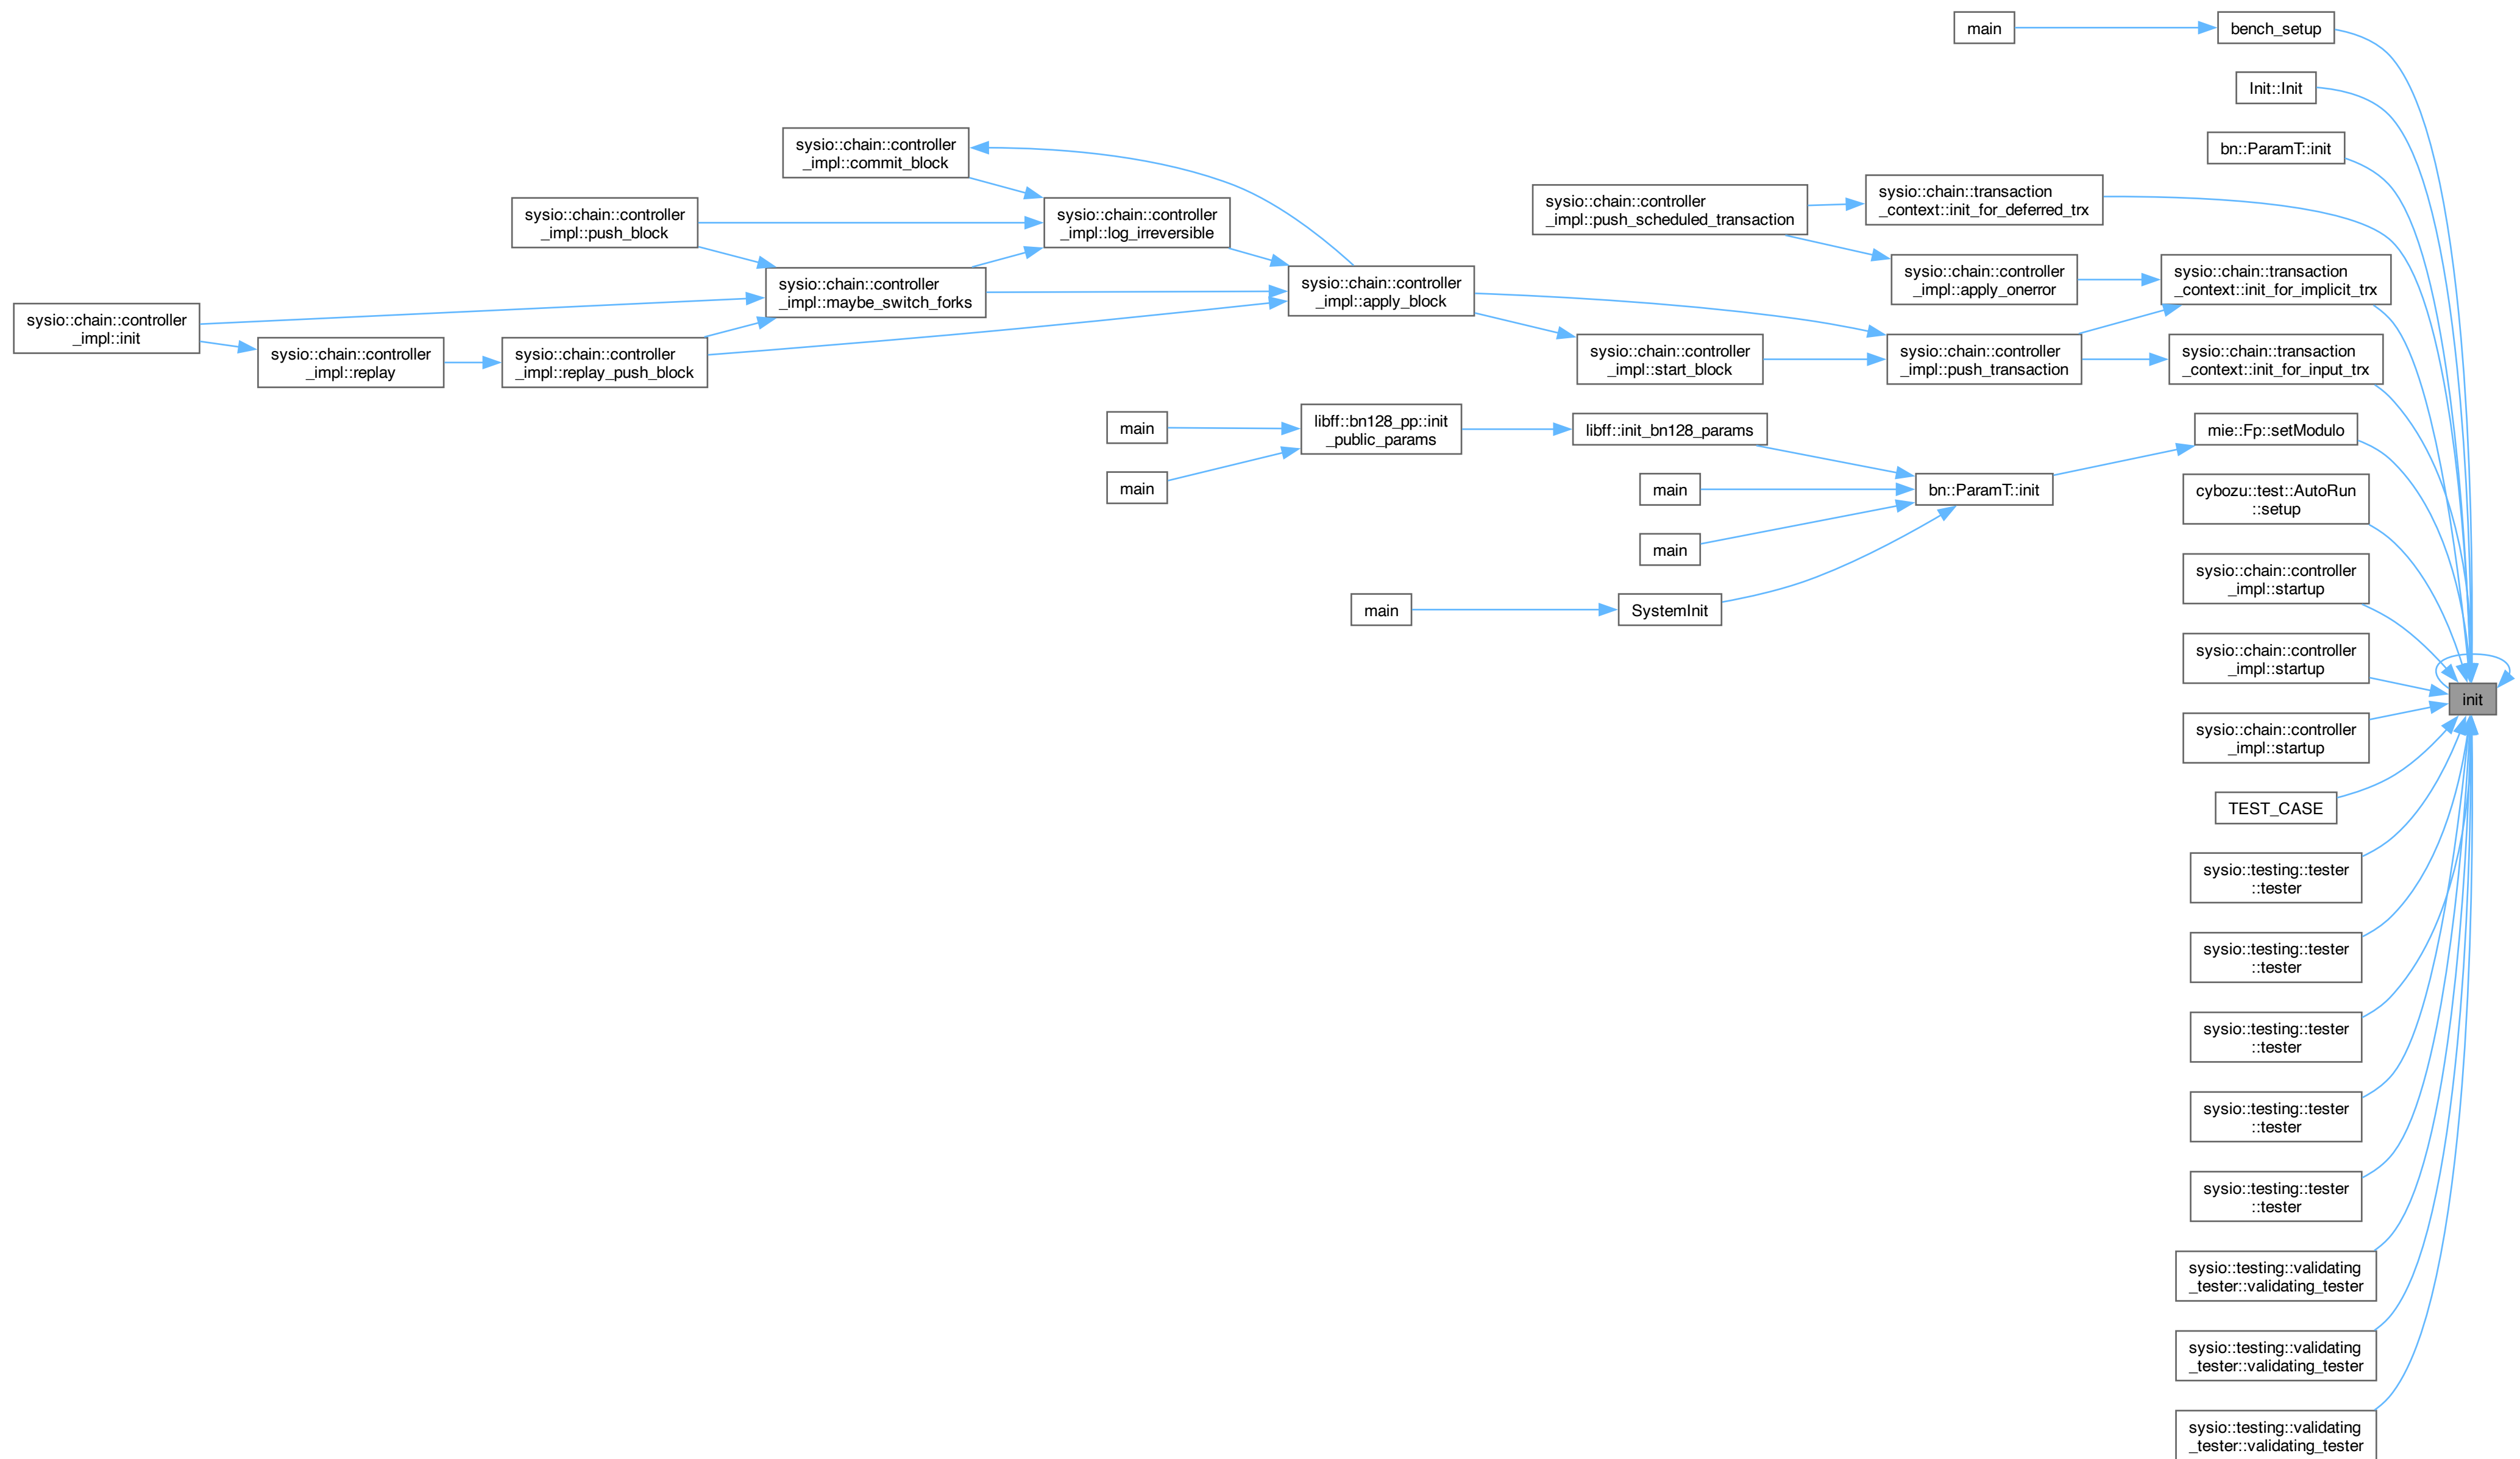 main
bench_setup
Init::Init
bn::ParamT::init
sysio::chain::controller
_impl::commit_block
sysio::chain::controller
_impl::push_block
sysio::chain::controller
_impl::log_irreversible
sysio::chain::controller
_impl::push_scheduled_transaction
sysio::chain::transaction
_context::init_for_deferred_trx
sysio::chain::controller
_impl::init
sysio::chain::controller
_impl::replay
sysio::chain::controller
_impl::maybe_switch_forks
sysio::chain::controller
_impl::replay_push_block
sysio::chain::controller
_impl::apply_block
sysio::chain::controller
_impl::apply_onerror
sysio::chain::transaction
_context::init_for_implicit_trx
sysio::chain::controller
_impl::start_block
sysio::chain::controller
_impl::push_transaction
sysio::chain::transaction
_context::init_for_input_trx
main
main
libff::bn128_pp::init
_public_params
libff::init_bn128_params
main
main
bn::ParamT::init
mie::Fp::setModulo
main
SystemInit
cybozu::test::AutoRun
::setup
sysio::chain::controller
_impl::startup
sysio::chain::controller
_impl::startup
init
sysio::chain::controller
_impl::startup
TEST_CASE
sysio::testing::tester
::tester
sysio::testing::tester
::tester
sysio::testing::tester
::tester
sysio::testing::tester
::tester
sysio::testing::tester
::tester
sysio::testing::validating
_tester::validating_tester
sysio::testing::validating
_tester::validating_tester
sysio::testing::validating
_tester::validating_tester